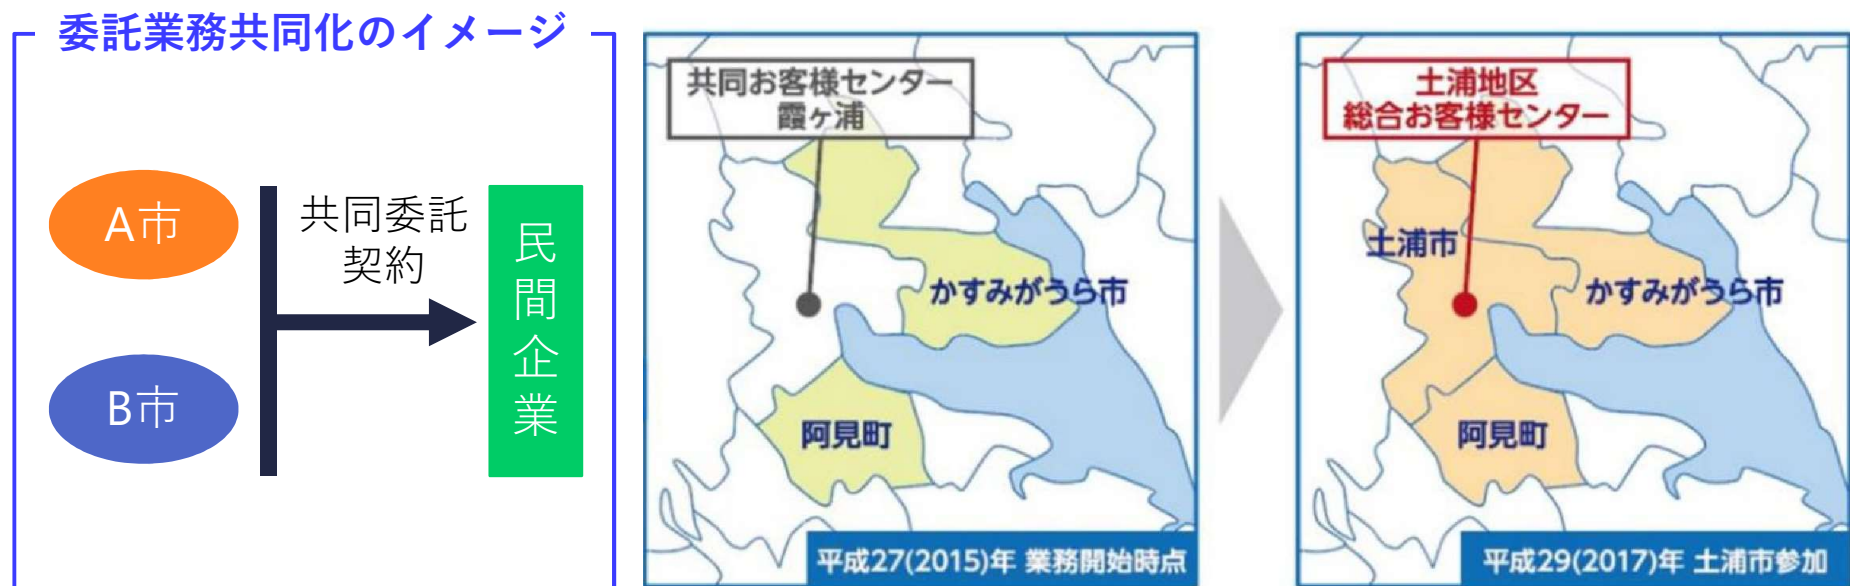 委託業務共同化のイメージ
A市
B市
共同委託
契約
民間企業
共同お客様センター
霞ヶ浦
かすみがうら市
阿見町
平成27(2015)年 業務開始時点
土浦地区
総合お客様センター
土浦市
かすみがうら市
阿見町
平成29(2017)年 土浦市参加